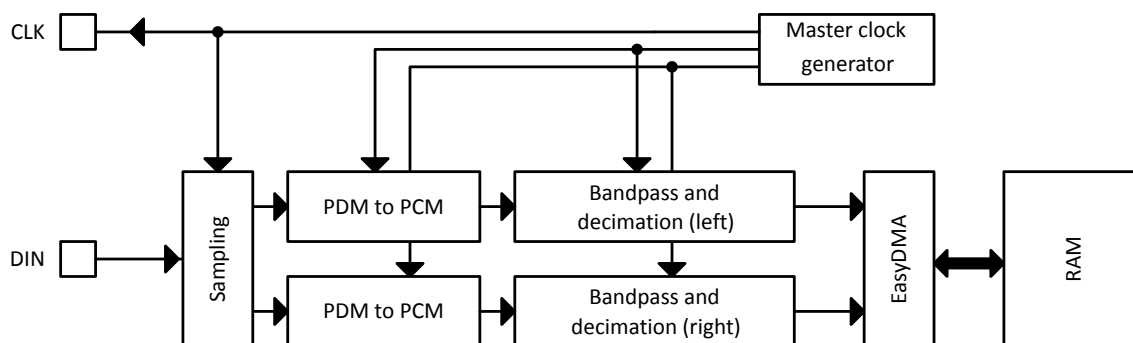 CLK
Master clock
generator
PDM to PCM
Bandpass and
decimation (left)
DIN
Sampling
EasyDMA
RAM
PDM to PCM
Bandpass and
decimation (right)